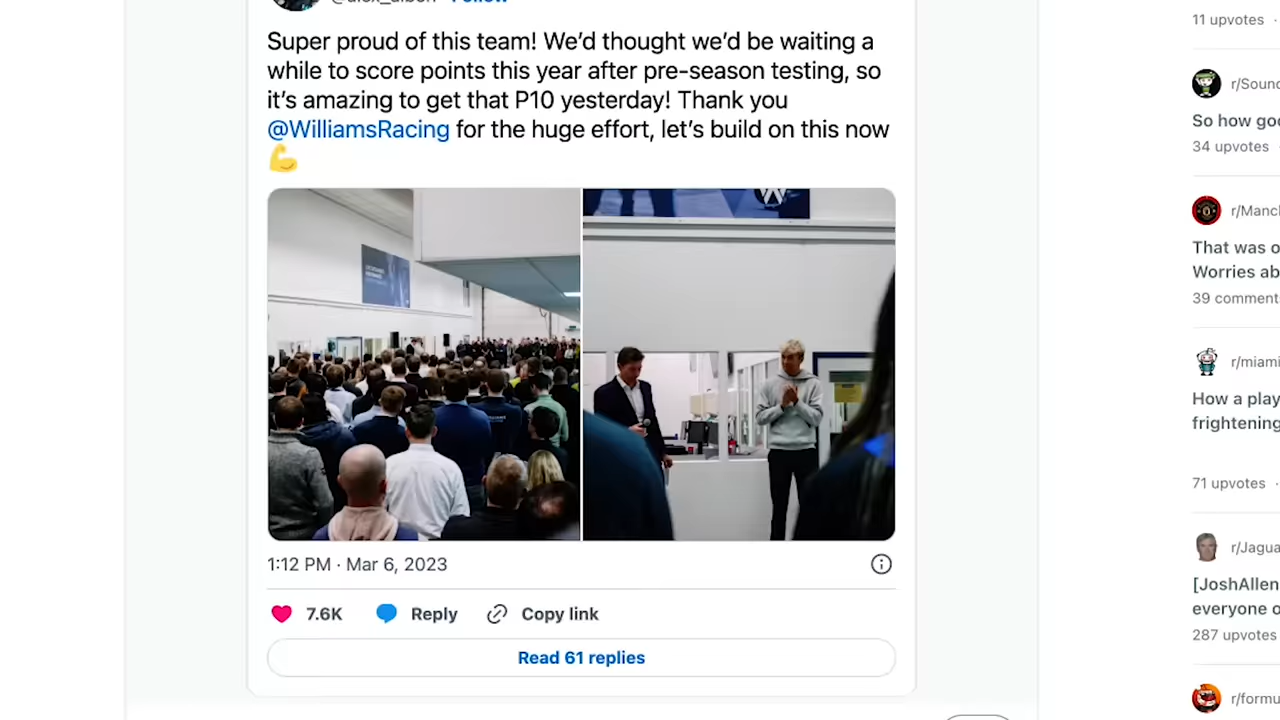 @alex_albon · Follow
Super proud of this team! We'd thought we'd be waiting a
while to score points this year after pre-season testing, so
it's amazing to get that P10 yesterday! Thank you
@WilliamsRacing for the huge effort, let's build on this now
💪
1:12 PM · Mar 6, 2023
7.6K Reply Copy link
Read 61 replies
11 upvotes ·
r/Sound
So how goo
34 upvotes ·
r/Manch
That was o
Worries ab
39 comments
r/miami
How a play
frightening
71 upvotes ·
r/Jagua
[JoshAllen
everyone o
287 upvotes
r/formu